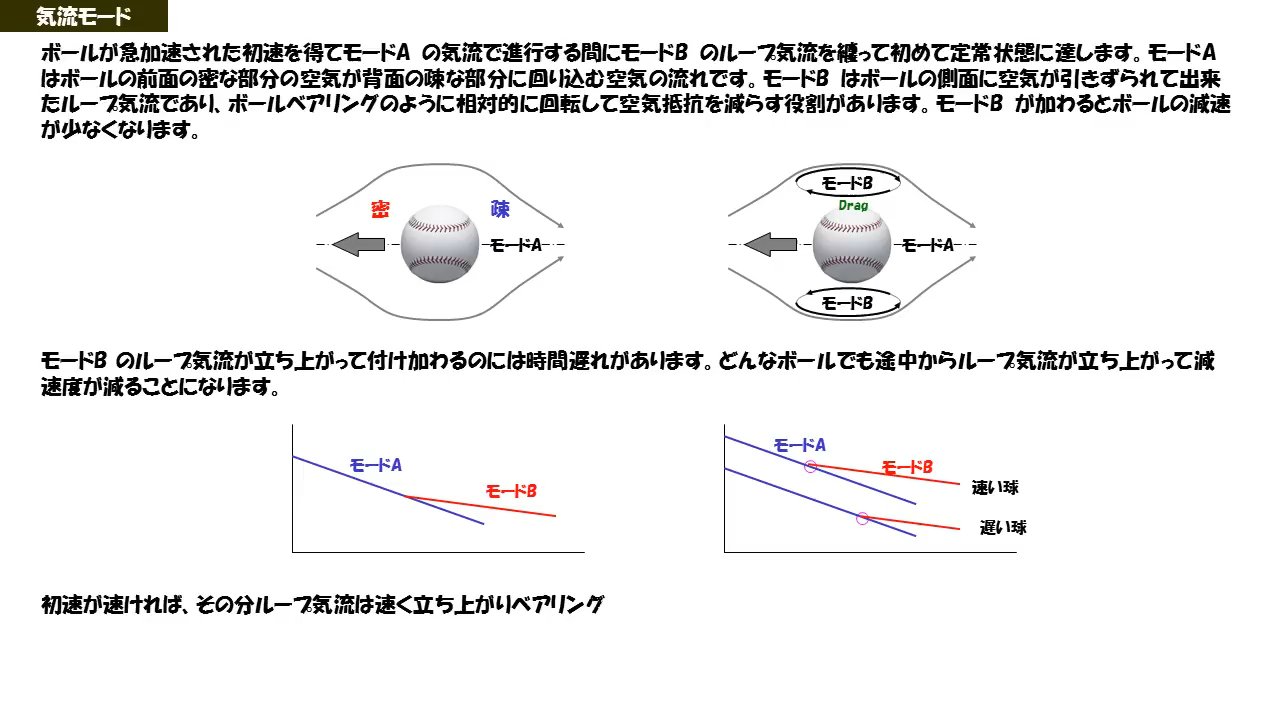 気流モード
ボールが急加速された初速を得てモードA の気流で進行する間にモードB のループ気流を纏って初めて定常状態に達します。モードA
はボールの前面の密な部分の空気が背面の疎な部分に回り込む空気の流れです。モードB はボールの側面に空気が引きずられて出来
たループ気流であり、ボールベアリングのように相対的に回転して空気抵抗を減らす役割があります。モードB が加わるとボールの減速
が少なくなります。
密 疎
モードA
モードB
Drag
モードA
モードB
モードB のループ気流が立ち上がって付け加わるのには時間遅れがあります。どんなボールでも途中からループ気流が立ち上がって減
速度が減ることになります。
モードA
モードB
モードA
モードB
速い球
遅い球
初速が速ければ、その分ループ気流は速く立ち上がりベアリング